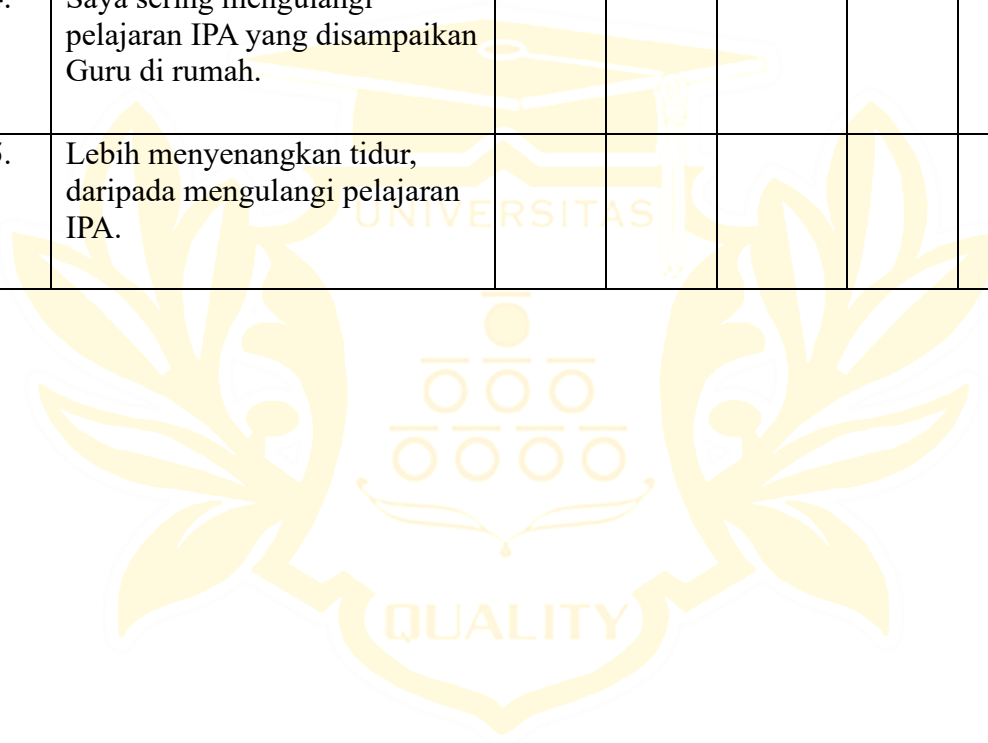 Saya sering mengulangi
pelajaran IPA yang disampaikan
Guru di rumah.
5. Lebih menyenangkan tidur,
daripada mengulangi pelajaran
IPA.
UNIVERSITAS
QUALITY